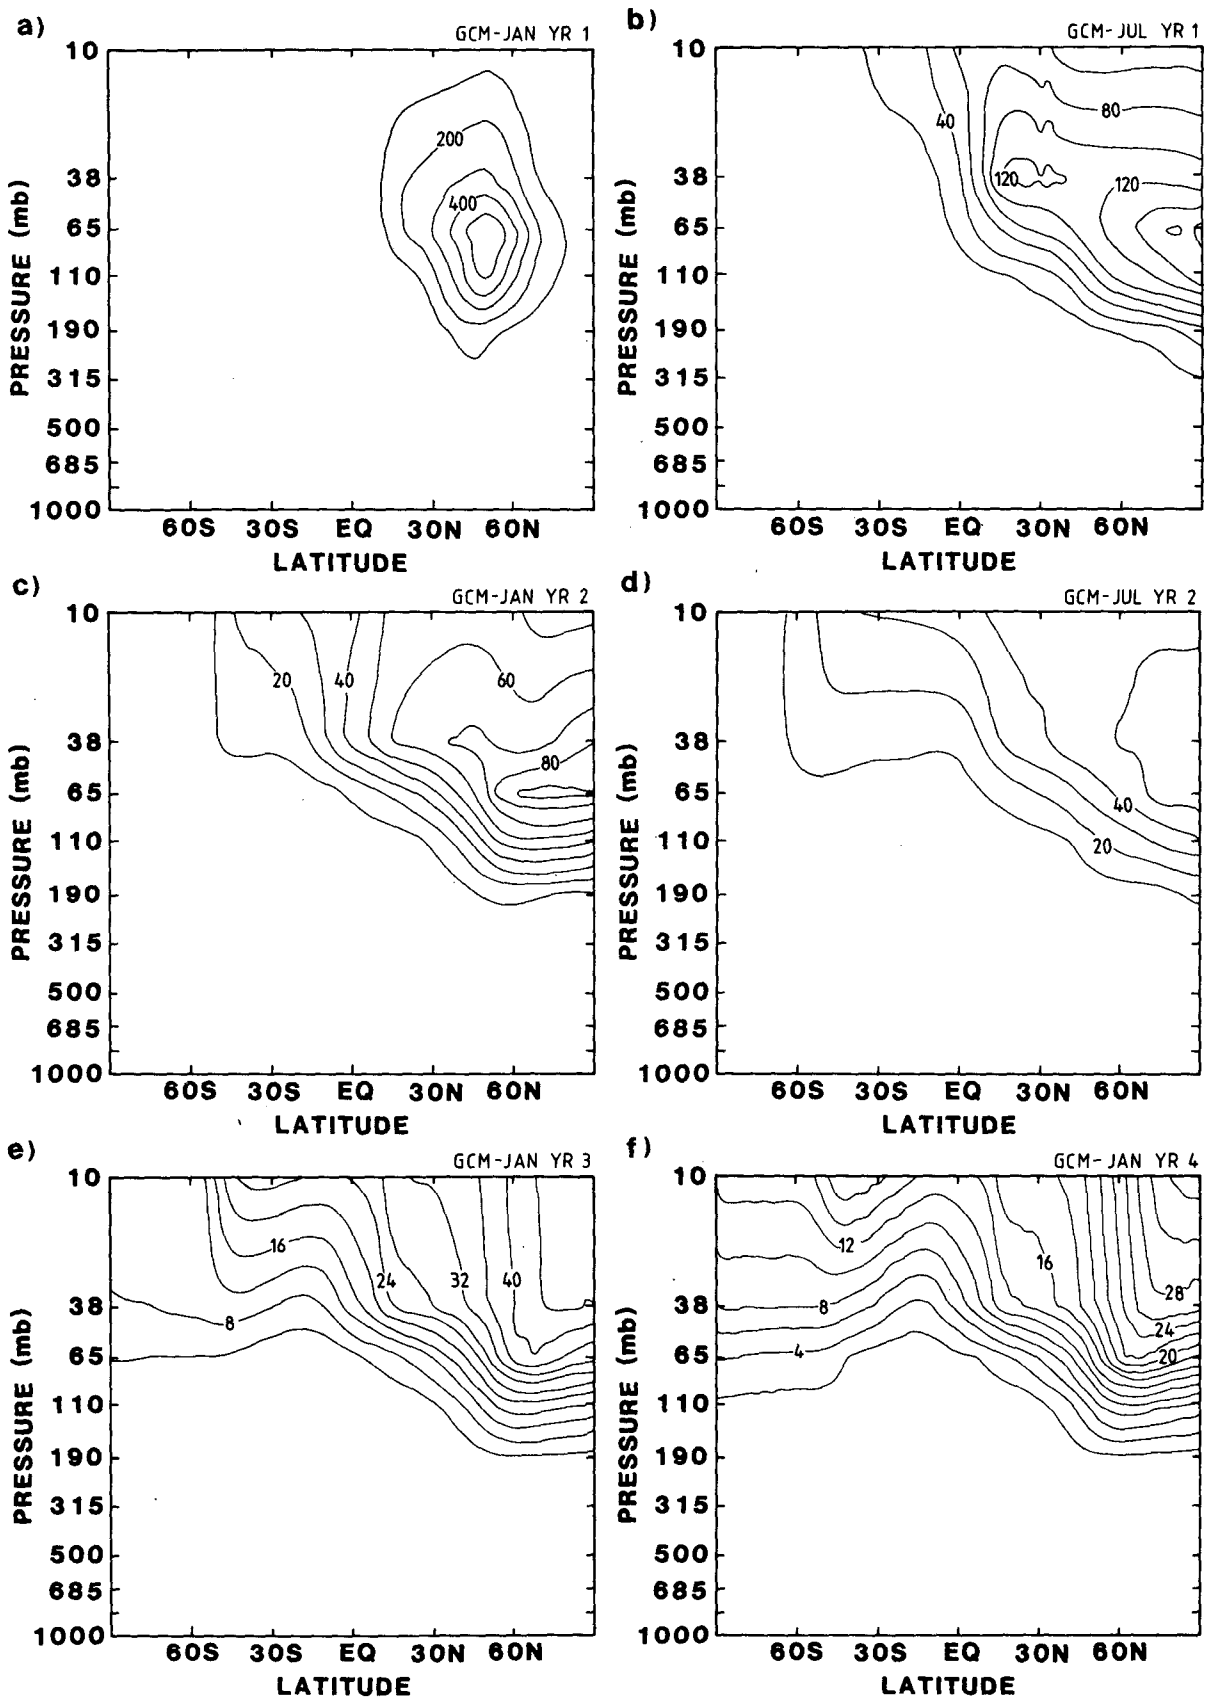 a)
GCM-JAN YR 1
10
38
65
110
190
315
500
685
1000
PRESSURE (mb)
200
400
60S 30S EQ 30N 60N
LATITUDE
b)
GCM-JUL YR 1
10
38
65
110
190
315
500
685
1000
PRESSURE (mb)
40
80
120
120
60S 30S EQ 30N 60N
LATITUDE
c)
GCM-JAN YR 2
10
38
65
110
190
315
500
685
1000
PRESSURE (mb)
20
40
60
80
60S 30S EQ 30N 60N
LATITUDE
d)
GCM-JUL YR 2
10
38
65
110
190
315
500
685
1000
PRESSURE (mb)
40
20
60S 30S EQ 30N 60N
LATITUDE
e)
GCM-JAN YR 3
10
38
65
110
190
315
500
685
1000
PRESSURE (mb)
16
24
32
40
8
60S 30S EQ 30N 60N
LATITUDE
f)
GCM-JAN YR 4
10
38
65
110
190
315
500
685
1000
PRESSURE (mb)
12
16
28
8
24
4
20
60S 30S EQ 30N 60N
LATITUDE